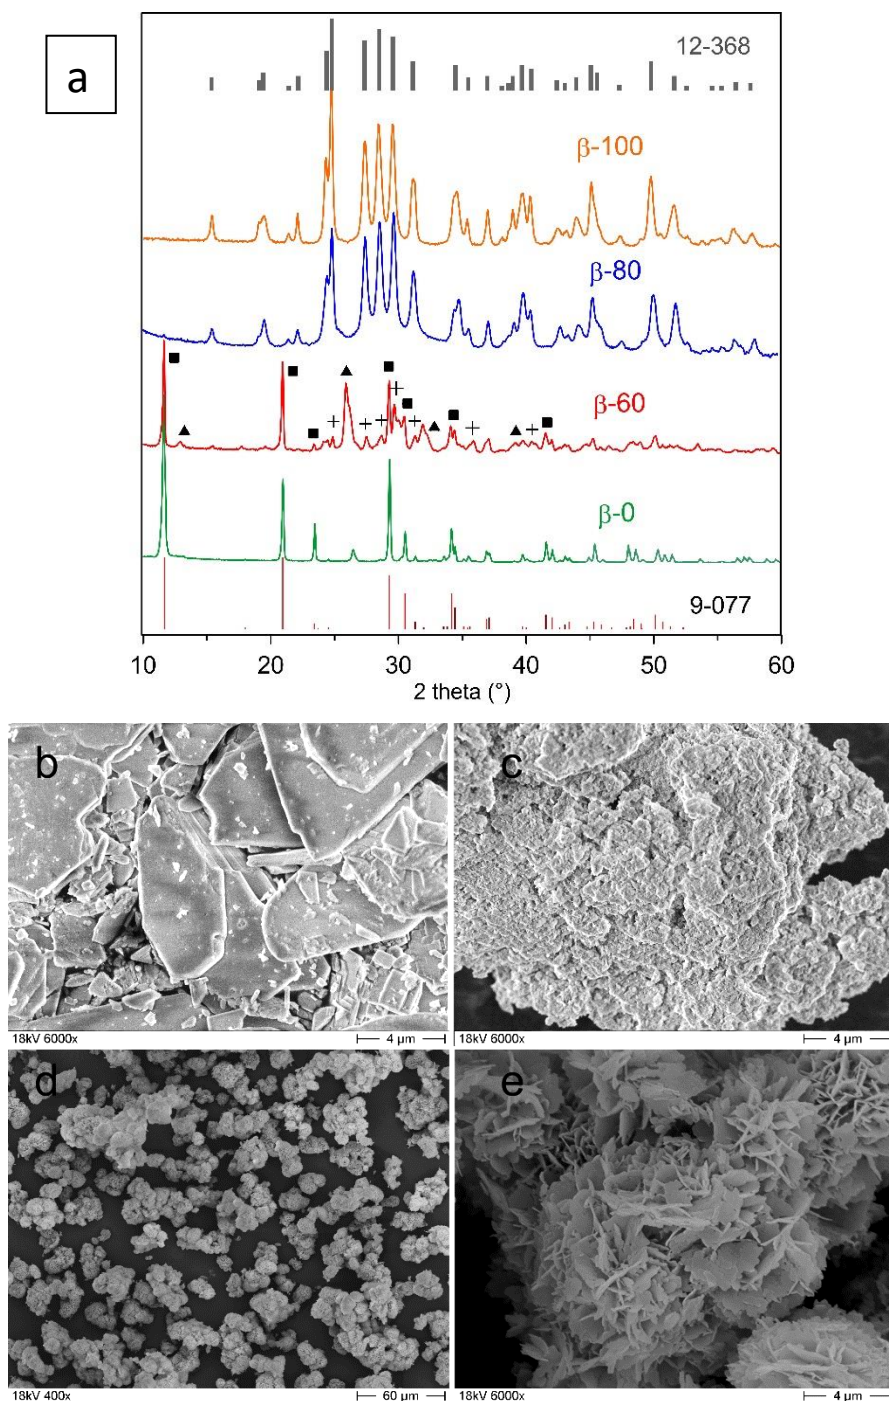 a
12-368
β-100
β-80
β-60
β-0
9-077
10 20 30 40 50 60
2 theta (°)
b
c
18kV 6000x
4 µm
18kV 6000x
4 µm
d
e
18kV 400x
60 µm
18kV 6000x
4 µm